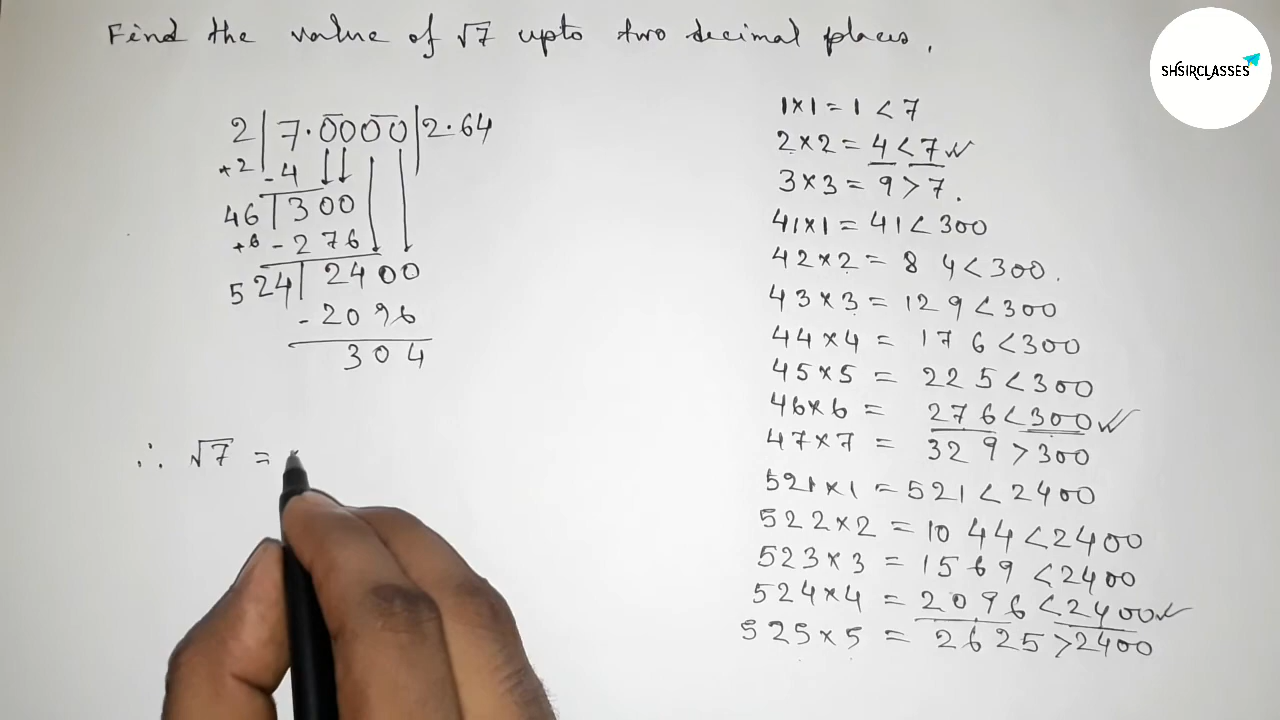 Find the value of √7 upto two decimal places.
SHSIRCLASSES
2 | 7.0000 | 2.64
+2 - 4
46 | 300
+6 - 276
524 | 2400
- 2096
304
∴ √7 =
1×1 = 1 < 7
2×2 = 4 < 7 ✓
3×3 = 9 > 7.
41×1 = 41 < 300
42×2 = 84 < 300.
43×3 = 129 < 300
44×4 = 176 < 300
45×5 = 225 < 300
46×6 = 276 < 300 ✓
47×7 = 329 > 300
521×1 = 521 < 2400
522×2 = 1044 < 2400
523×3 = 1569 < 2400
524×4 = 2096 < 2400 ✓
525×5 = 2625 > 2400